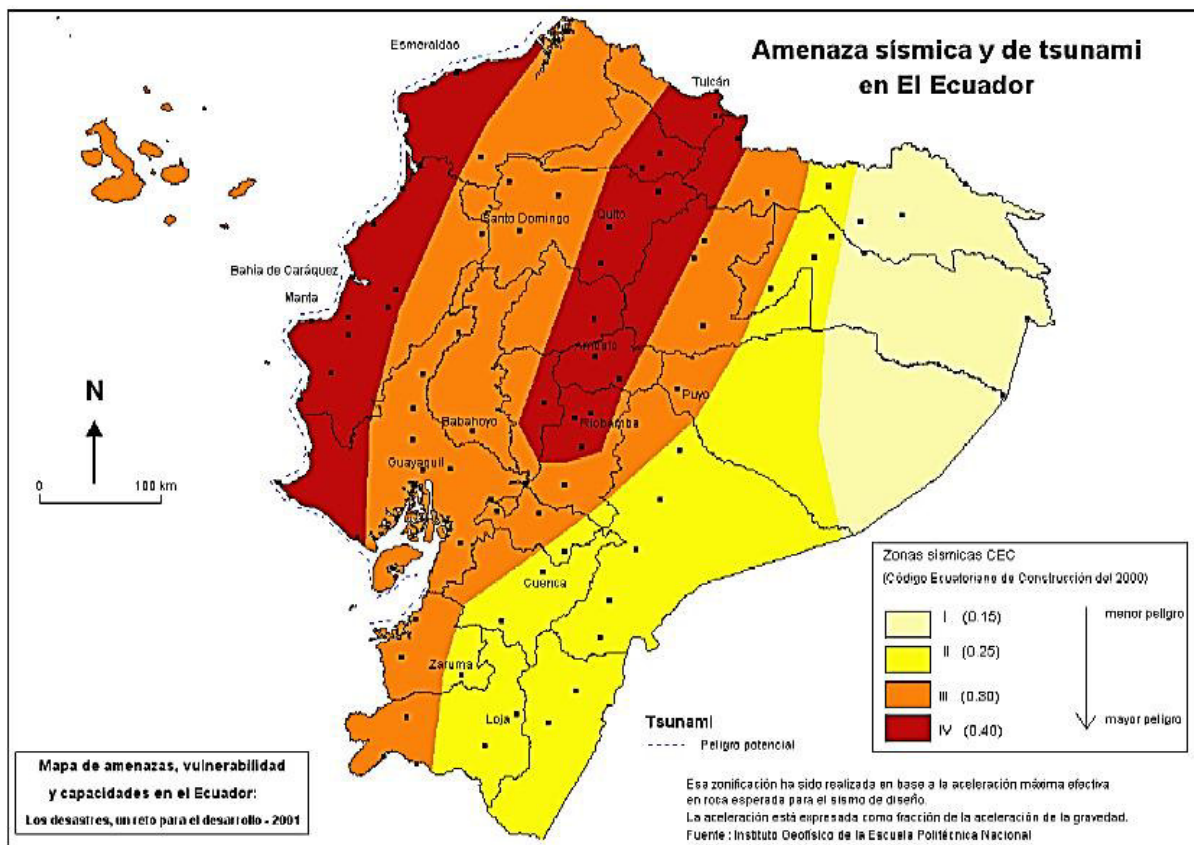 Amenaza sísmica y de tsunami
en El Ecuador
Esmeraldas
Tulcán
Santo Domingo
Quito
Bahía de Caráquez
Manta
N
0 100 km
Ambato
Puyo
Riobamba
Babahoyo
Guayaquil
Cuenca
Zaruma
Loja
Zonas sísmicas CEC
(Código Ecuatoriano de Construcción del 2000)
I (0.15)
II (0.25)
III (0.30)
IV (0.40)
menor peligro
mayor peligro
Tsunami
Peligro potencial
Mapa de amenazas, vulnerabilidad
y capacidades en el Ecuador:
Los desastres, un reto para el desarrollo - 2001
Esa zonificación ha sido realizada en base a la aceleración máxima efectiva
en roca esperada para el sismo de diseño.
La aceleración está expresada como fracción de la aceleración de la gravedad.
Fuente : Instituto Geofísico de la Escuela Politécnica Nacional